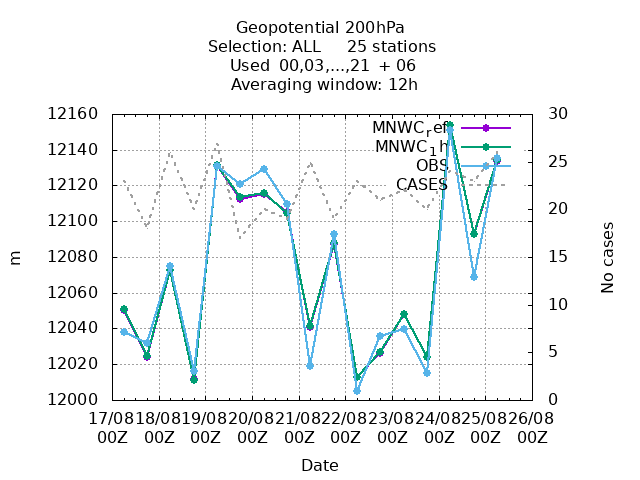 Geopotential 200hPa
Selection: ALL     25 stations
Used  00,03,...,21  + 06
Averaging window: 12h
12160
12140
12120
12100
12080
12060
12040
12020
12000
m
30
25
20
15
10
5
0
No cases
MNWC_ref
MNWC_1h
OBS
CASES
17/08 18/08 19/08 20/08 21/08 22/08 23/08 24/08 25/08 26/08
00Z 00Z 00Z 00Z 00Z 00Z 00Z 00Z 00Z 00Z
Date